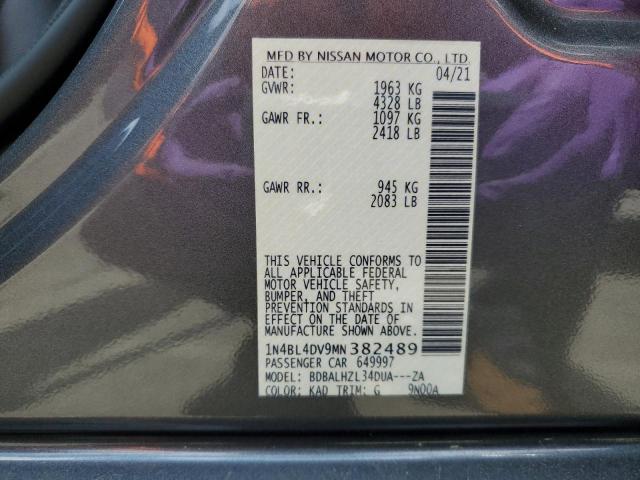 MFD BY NISSAN MOTOR CO., LTD.
DATE: 04/21
GVWR: 1963 KG
4328 LB
GAWR FR.: 1097 KG
2418 LB
GAWR RR.: 945 KG
2083 LB
THIS VEHICLE CONFORMS TO
ALL APPLICABLE FEDERAL
MOTOR VEHICLE SAFETY,
BUMPER, AND THEFT
PREVENTION STANDARDS IN
EFFECT ON THE DATE OF
MANUFACTURE SHOWN ABOVE.
1N4BL4DV9MN382489
PASSENGER CAR 649997
MODEL: BDBALHZL34DUA---ZA
COLOR: KAD TRIM: G 9N00A